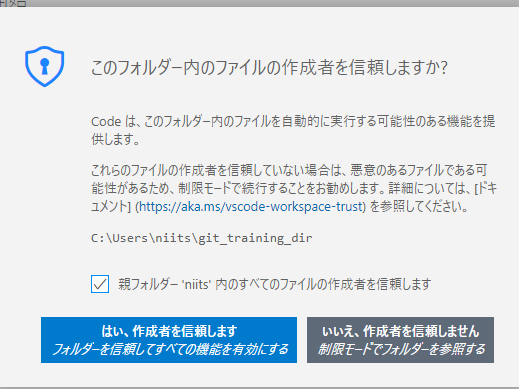 このフォルダー内のファイルの作成者を信頼しますか?
Code は、このフォルダー内のファイルを自動的に実行する可能性のある機能を提
供します。
これらのファイルの作成者を信頼していない場合は、悪意のあるファイルである可
能性があるため、制限モードで続行することをお勧めします。詳細については、[ドキ
ュメント] (https://aka.ms/vscode-workspace-trust) を参照してください。
C:\Users\niits\git_training_dir
親フォルダー 'niits' 内のすべてのファイルの作成者を信頼します
はい、作成者を信頼します
フォルダーを信頼してすべての機能を有効にする
いいえ、作成者を信頼しません
制限モードでフォルダーを参照する